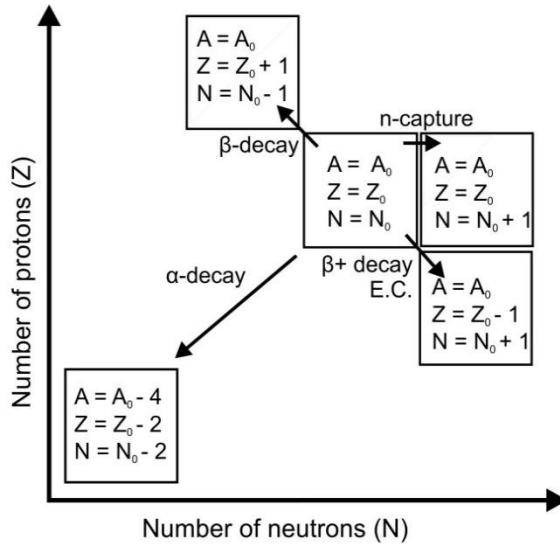 Number of protons (Z)
A = A₀
Z = Z₀ + 1
N = N₀ - 1
β-decay
n-capture
A = A₀
Z = Z₀
N = N₀
A = A₀
Z = Z₀
N = N₀ + 1
α-decay
β+ decay
E.C.
A = A₀
Z = Z₀ - 1
N = N₀ + 1
A = A₀ - 4
Z = Z₀ - 2
N = N₀ - 2
Number of neutrons (N)